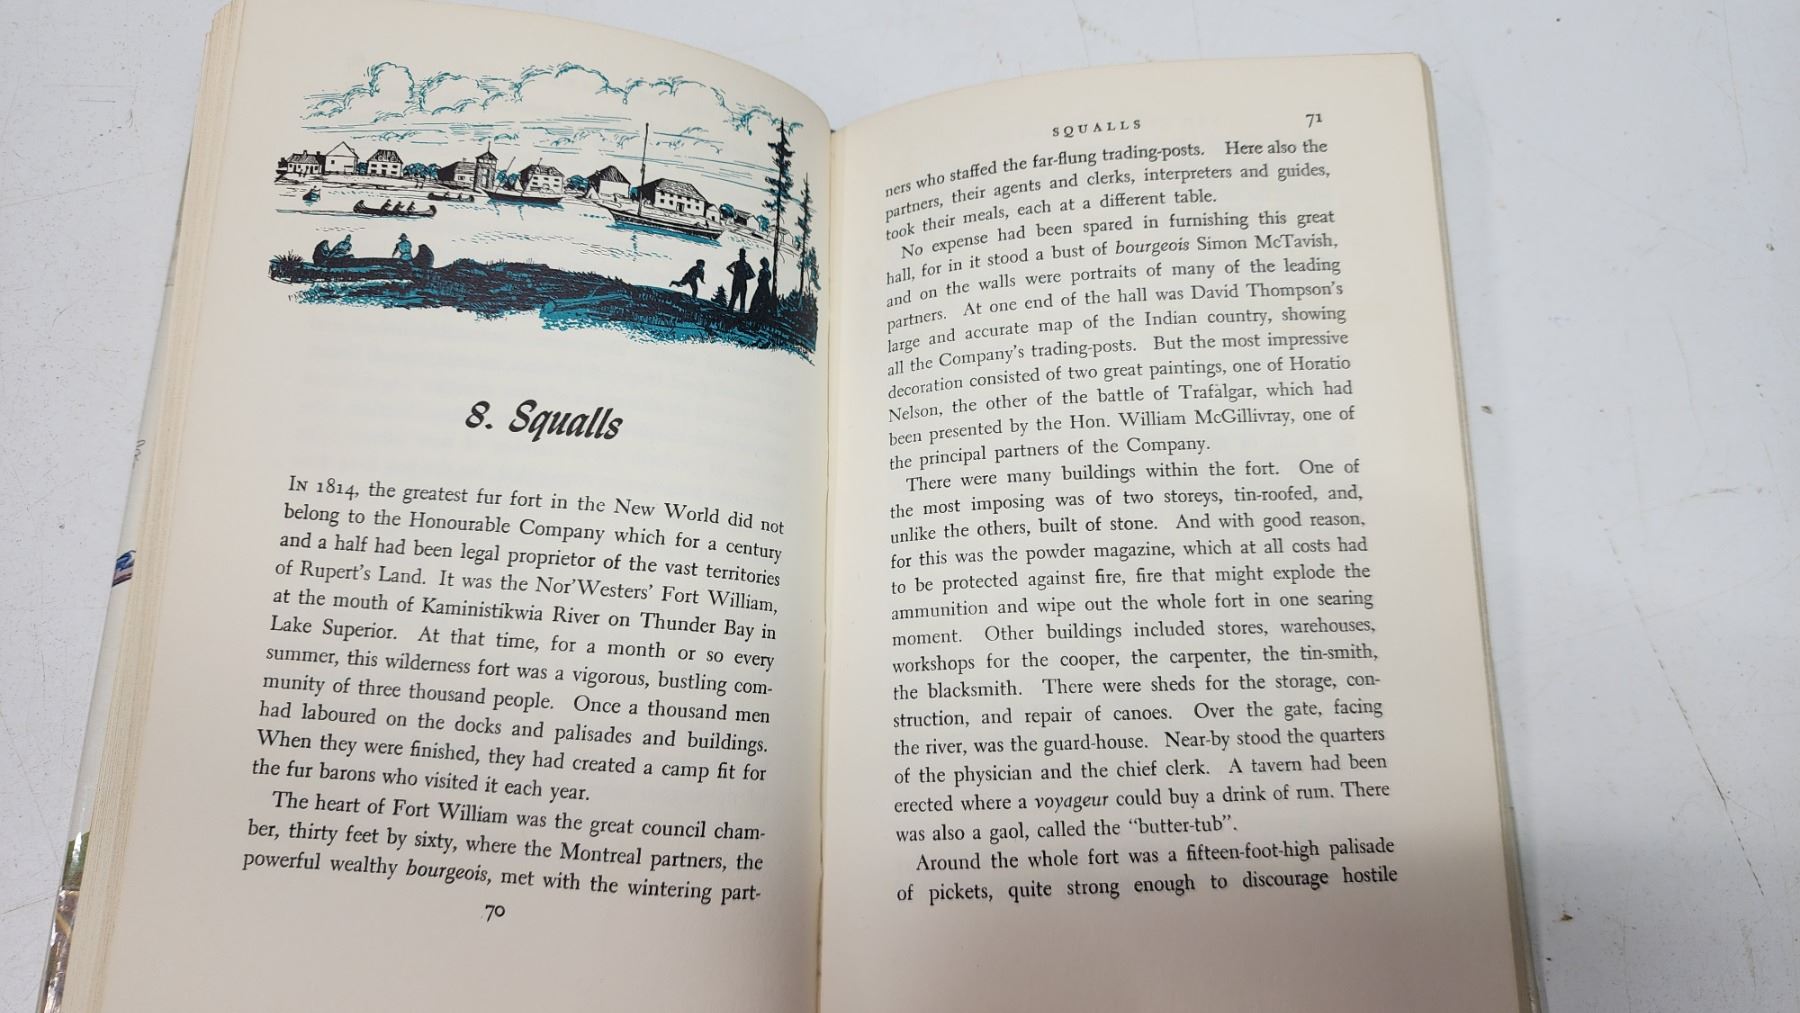 8. Squalls
IN 1814, the greatest fur fort in the New World did not
belong to the Honourable Company which for a century
and a half had been legal proprietor of the vast territories
of Rupert's Land. It was the Nor'Westers' Fort William,
at the mouth of Kaministikwia River on Thunder Bay in
Lake Superior. At that time, for a month or so every
summer, this wilderness fort was a vigorous, bustling com-
munity of three thousand people. Once a thousand men
had laboured on the docks and palisades and buildings.
When they were finished, they had created a camp fit for
the fur barons who visited it each year.
The heart of Fort William was the great council cham-
ber, thirty feet by sixty, where the Montreal partners, the
powerful wealthy bourgeois, met with the wintering part-
70
SQUALLS 71
ners who staffed the far-flung trading-posts. Here also the
partners, their agents and clerks, interpreters and guides,
took their meals, each at a different table.
No expense had been spared in furnishing this great
hall, for in it stood a bust of bourgeois Simon McTavish,
and on the walls were portraits of many of the leading
partners. At one end of the hall was David Thompson's
large and accurate map of the Indian country, showing
all the Company's trading-posts. But the most impressive
decoration consisted of two great paintings, one of Horatio
Nelson, the other of the battle of Trafàlgar, which had
been presented by the Hon. William McGillivray, one of
the principal partners of the Company.
There were many buildings within the fort. One of
the most imposing was of two storeys, tin-roofed, and,
unlike the others, built of stone. And with good reason,
for this was the powder magazine, which at all costs had
to be protected against fire, fire that might explode the
ammunition and wipe out the whole fort in one searing
moment. Other buildings included stores, warehouses,
workshops for the cooper, the carpenter, the tin-smith,
the blacksmith. There were sheds for the storage, con-
struction, and repair of canoes. Over the gate, facing
the river, was the guard-house. Near-by stood the quarters
of the physician and the chief clerk. A tavern had been
erected where a voyageur could buy a drink of rum. There
was also a gaol, called the "butter-tub".
Around the whole fort was a fifteen-foot-high palisade
of pickets, quite strong enough to discourage hostile